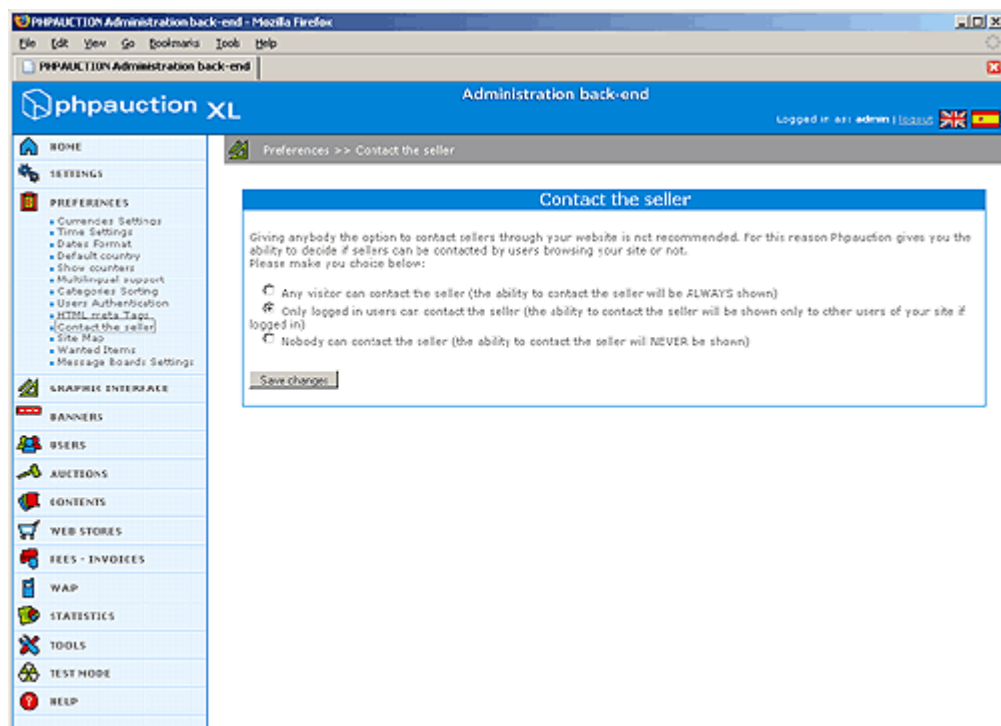 PHPAUCTION Administration back-end - Mozilla Firefox
File Edit View Go Bookmarks Tools Help
PHPAUCTION Administration back-end
phpauction XL
Administration back-end
Logged in as: admin | logout
HOME
SETTINGS
PREFERENCES
Currencies Settings
Time Settings
Dates Format
Default country
Show counters
Multilingual support
Categories Sorting
Users Authentication
HTML meta Tags
Contact the seller
Site Map
Wanted Items
Message Boards Settings
GRAPHIC INTERFACE
BANNERS
USERS
AUCTIONS
CONTENTS
WEB STORES
FEES - INVOICES
WAP
STATISTICS
TOOLS
TEST MODE
HELP
Preferences >> Contact the seller
Contact the seller
Giving anybody the option to contact sellers through your website is not recommended. For this reason Phpauction gives you the
ability to decide if sellers can be contacted by users browsing your site or not.
Please make you choice below:
Any visitor can contact the seller (the ability to contact the seller will be ALWAYS shown)
Only logged in users can contact the seller (the ability to contact the seller will be shown only to other users of your site if
logged in)
Nobody can contact the seller (the ability to contact the seller will NEVER be shown)
Save changes